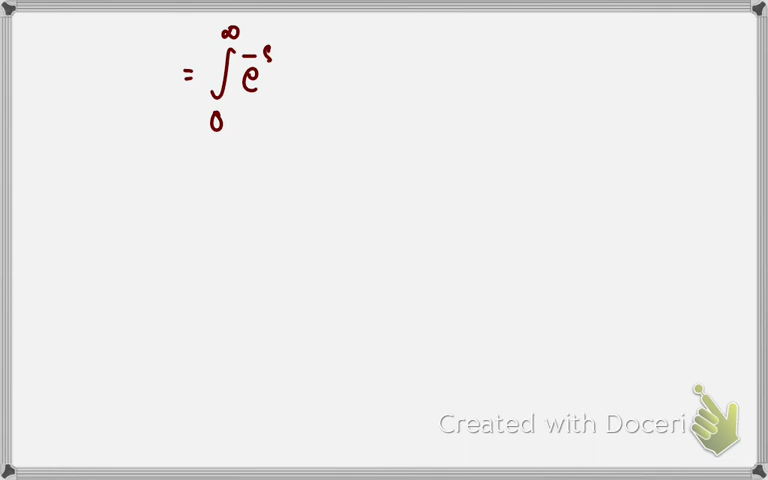 = ∫₀^∞ e^{-s}
Created with Doceri